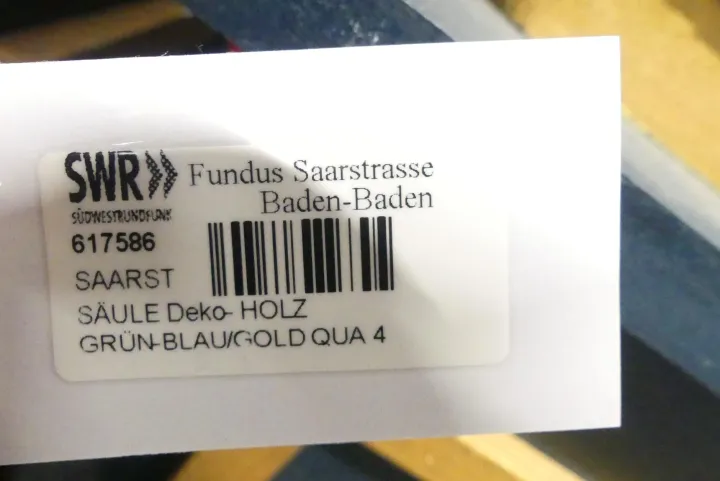 SWR Fundus Saarstrasse
SÜDWESTRUNDFUNK Baden-Baden
617586
SAARST
SÄULE Deko- HOLZ
GRÜN-BLAU/GOLD QUA 4